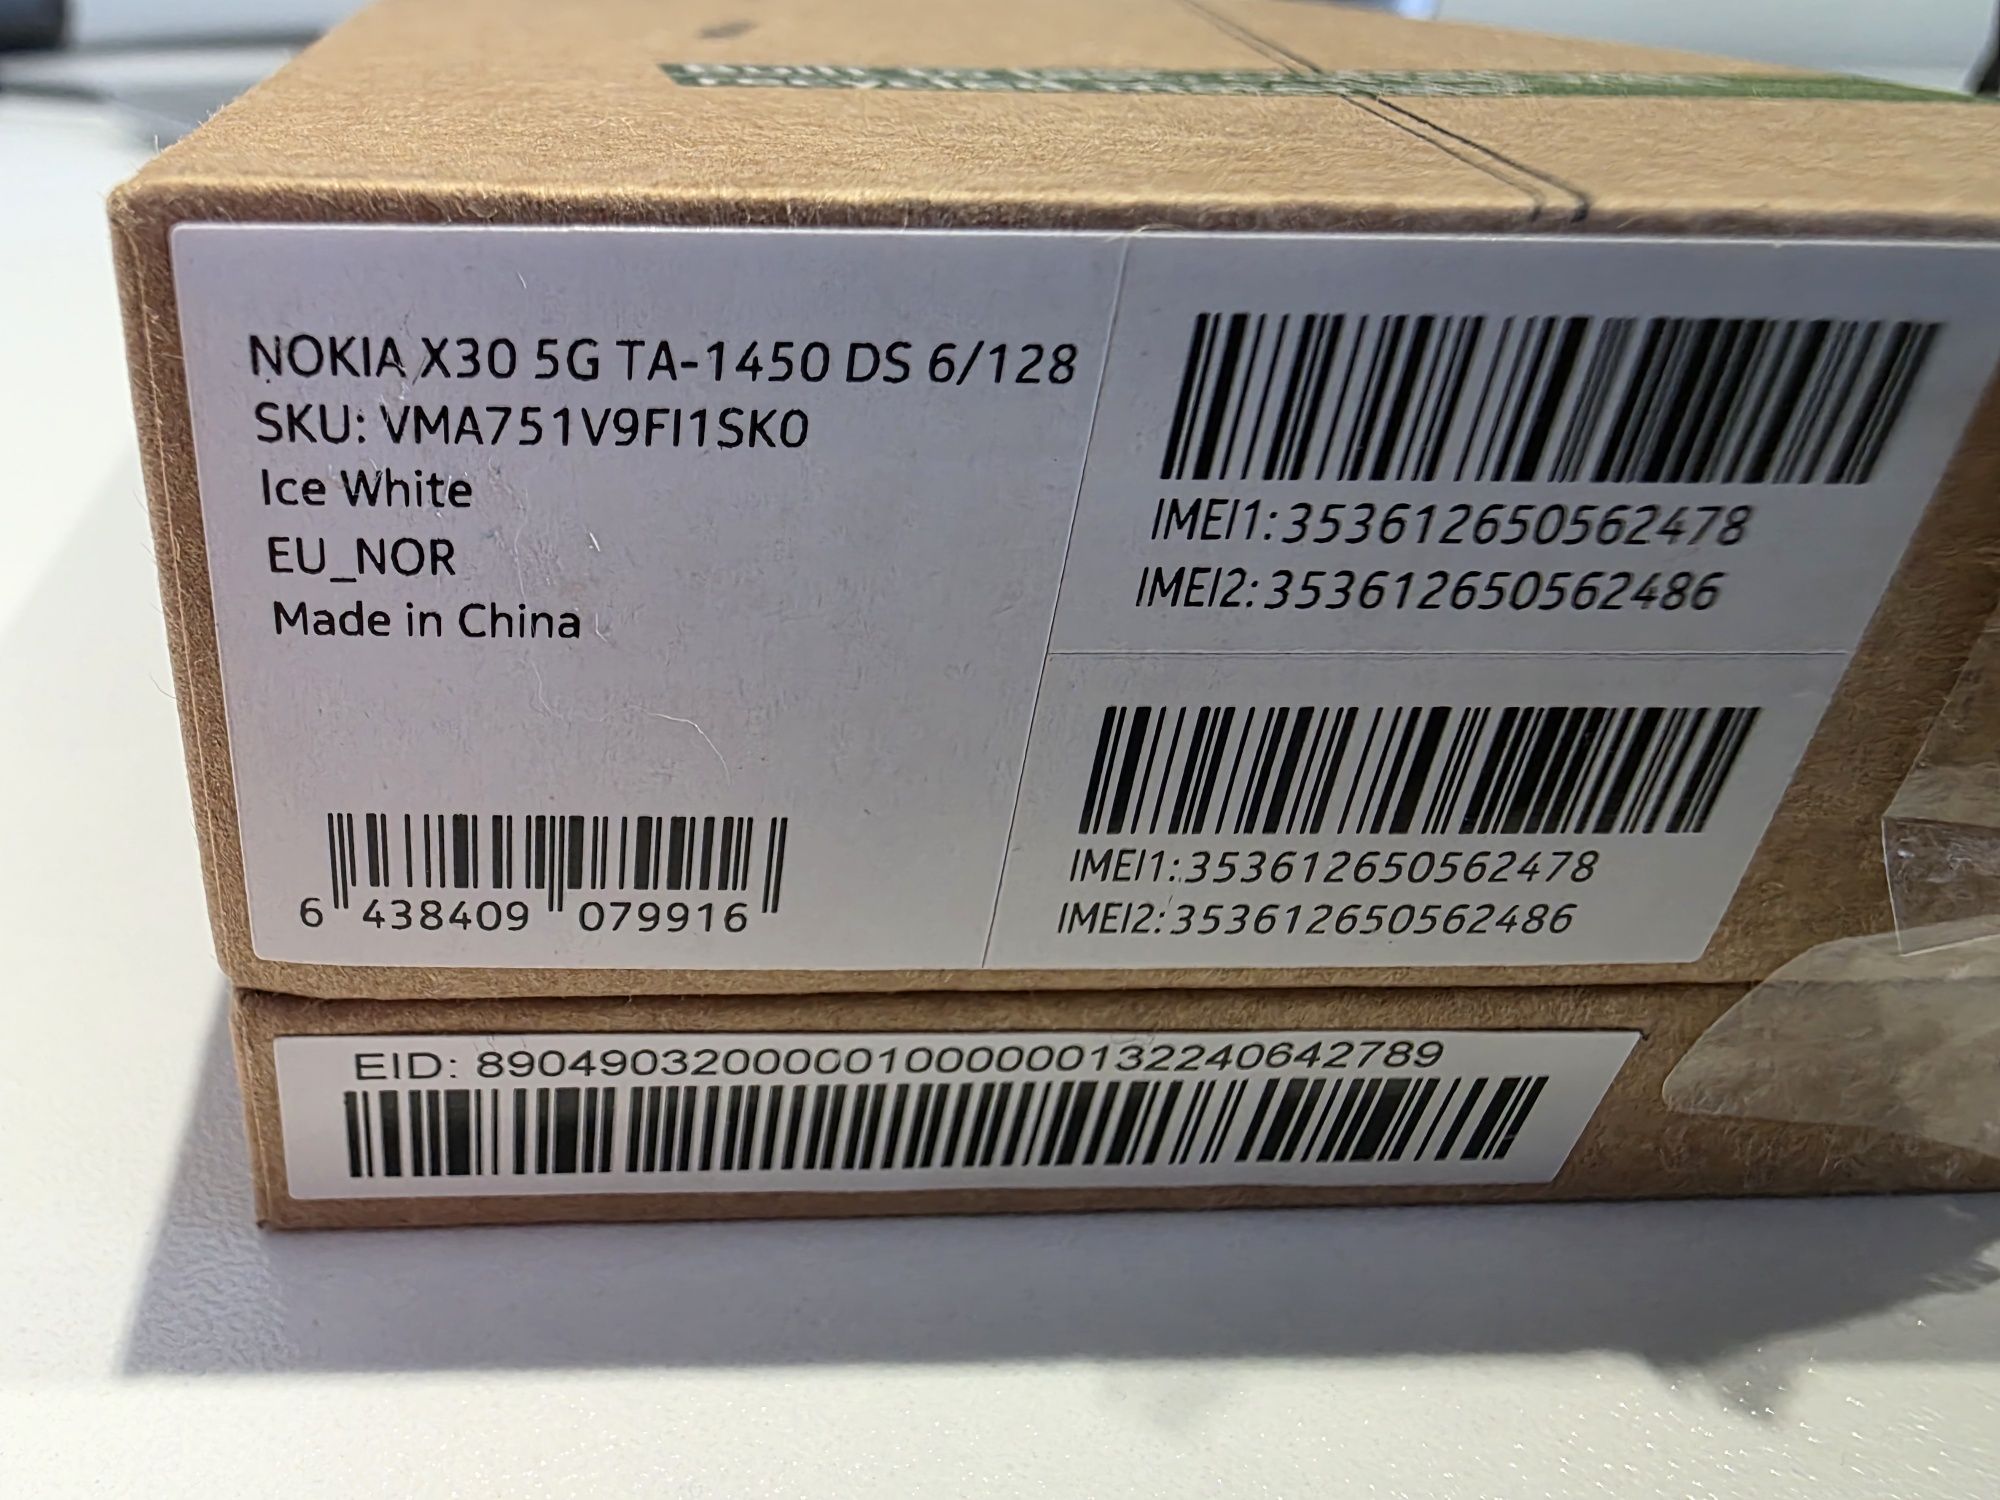 NOKIA X30 5G TA-1450 DS 6/128
SKU: VMA751V9FI1SK0
Ice White
EU_NOR
Made in China
6 438409 079916
IMEI1:353612650562478
IMEI2:353612650562486
IMEI1:353612650562478
IMEI2:353612650562486
EID: 89049032000001000000132240642789